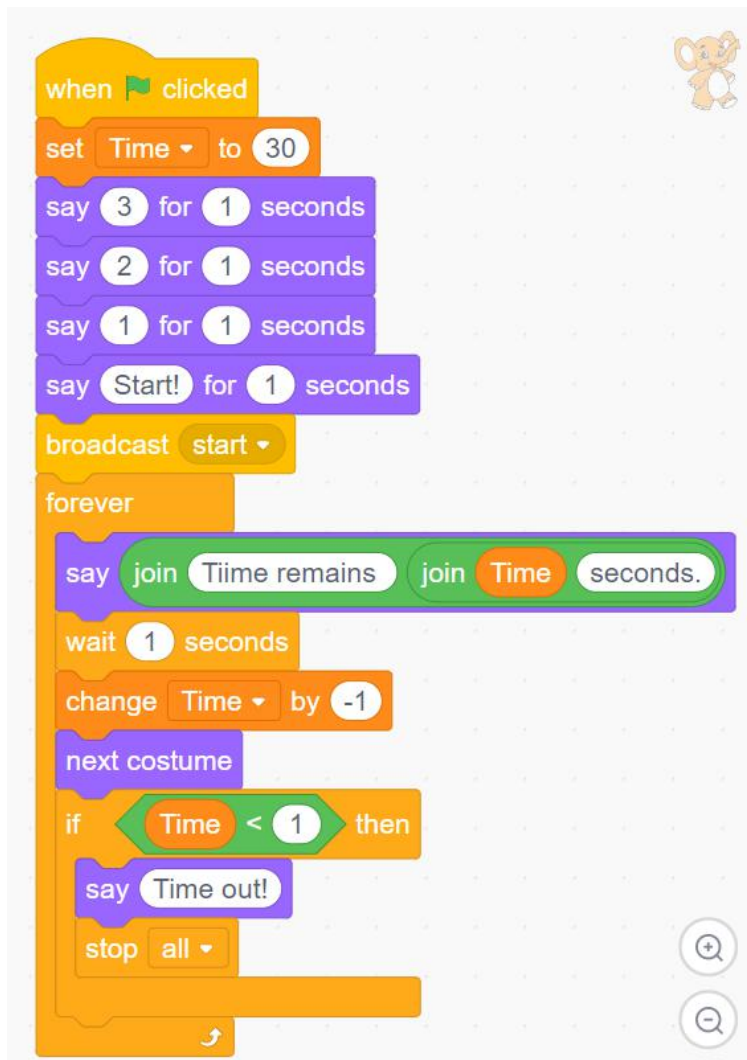 when clicked
set Time to 30
say 3 for 1 seconds
say 2 for 1 seconds
say 1 for 1 seconds
say Start! for 1 seconds
broadcast start
forever
say join Tiime remains join Time seconds.
wait 1 seconds
change Time by -1
next costume
if Time < 1 then
say Time out!
stop all